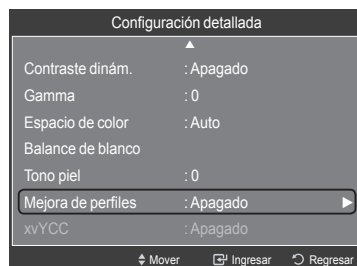 Configuración detallada
Contraste dinám. : Apagado
Gamma : 0
Espacio de color : Auto
Balance de blanco
Tono piel : 0
Mejora de perfiles : Apagado
xvYCC : Apagado
Mover Ingresar Regresar